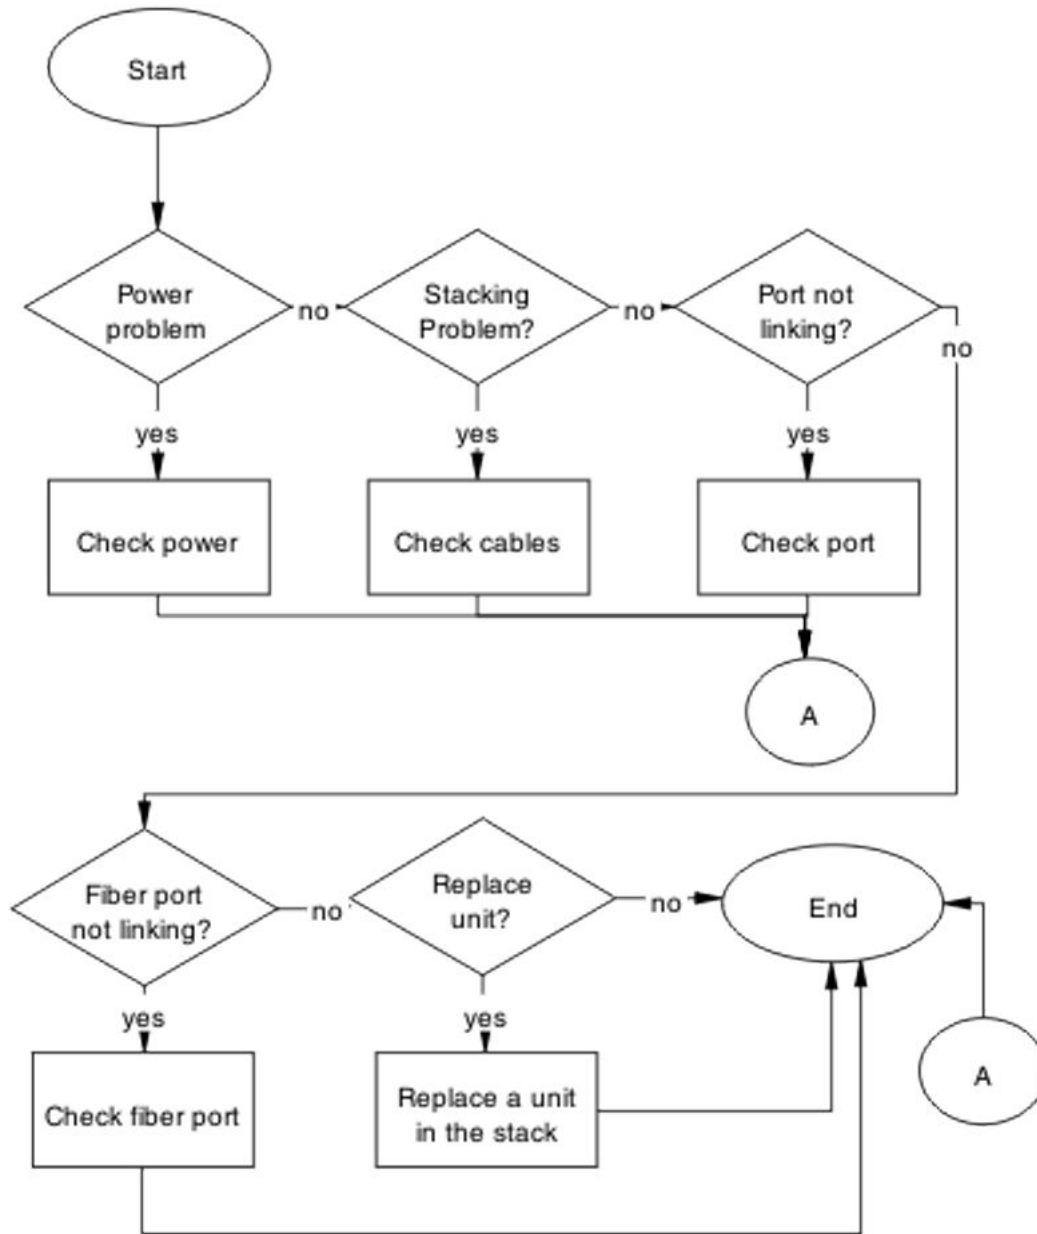 Start
Power
problem
no
Stacking
Problem?
no
Port not
linking?
no
yes
yes
yes
Check power
Check cables
Check port
A
Fiber port
not linking?
no
Replace
unit?
no
End
yes
yes
A
Check fiber port
Replace a unit
in the stack